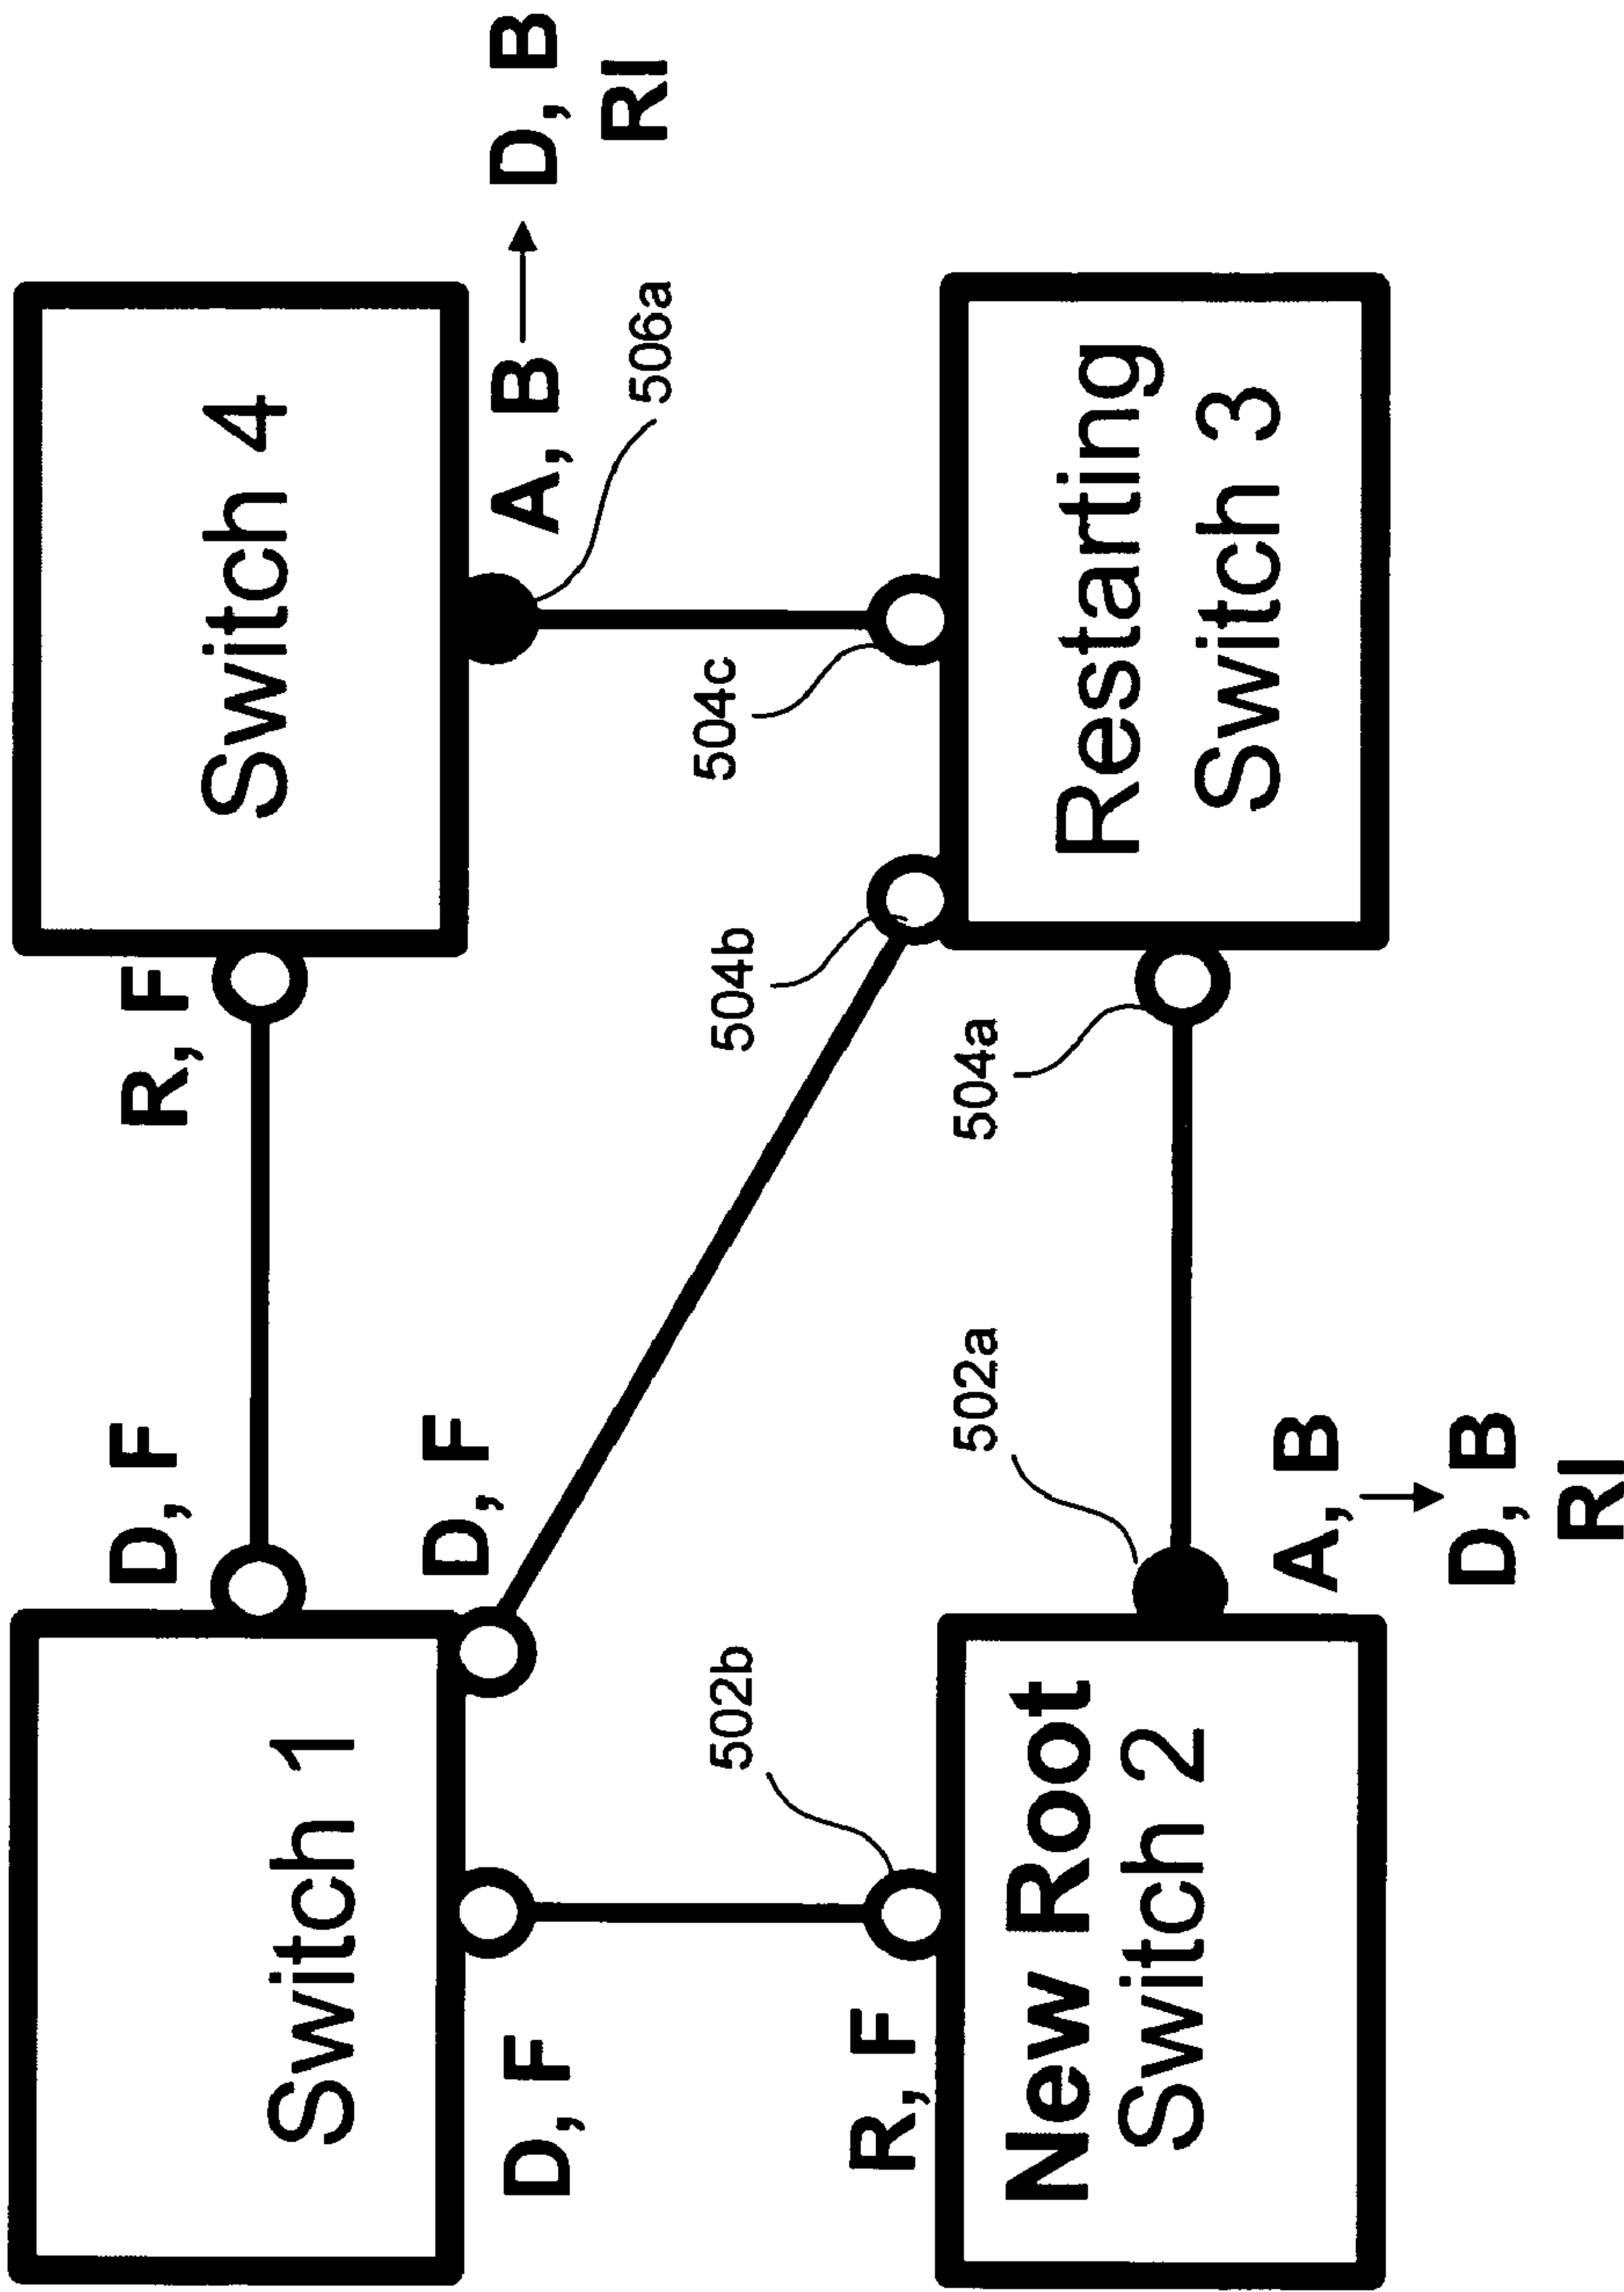 Switch 1
D, F
R, F
Switch 4
D, F
D, F
A, B
D, B
RI
506a
504c
504b
502b
R, F
502a
504a
New Root
Switch 2
Restarting
Switch 3
A, B
D, B
RI